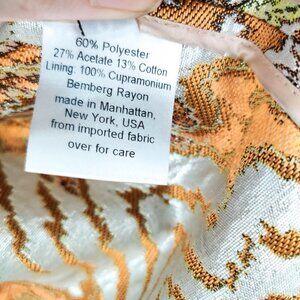 60% Polyester
27% Acetate 13% Cotton
Lining: 100% Cupramonium
Bemberg Rayon
made in Manhattan,
New York, USA
from imported fabric
over for care